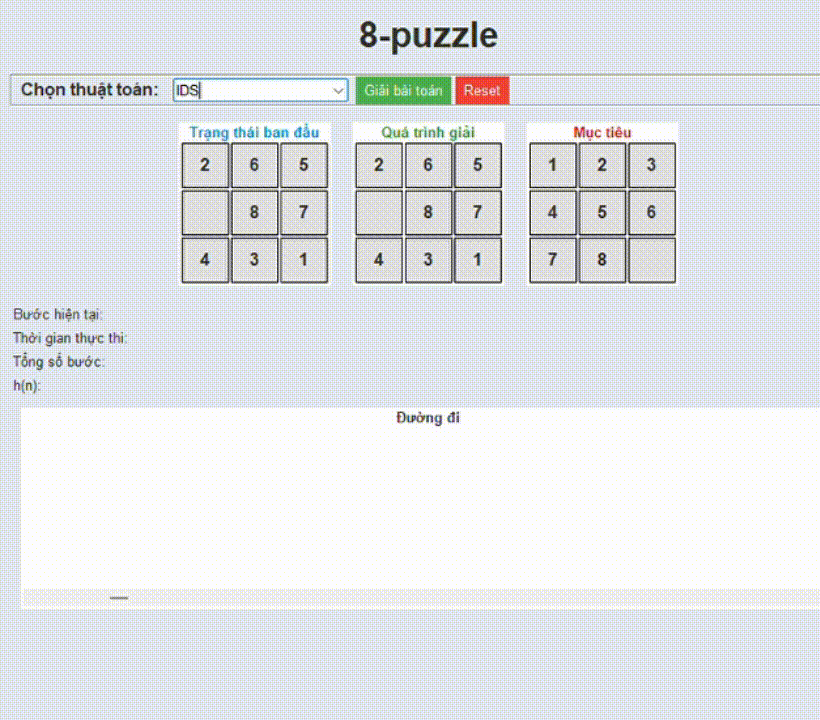 8-puzzle
Chọn thuật toán: IDS Giải bài toán Reset
Trạng thái ban đầu Quá trình giải Mục tiêu
2 6 5 2 6 5 1 2 3
8 7 8 7 4 5 6
4 3 1 4 3 1 7 8
Bước hiện tại:
Thời gian thực thi:
Tổng số bước:
h(n):
Đường đi